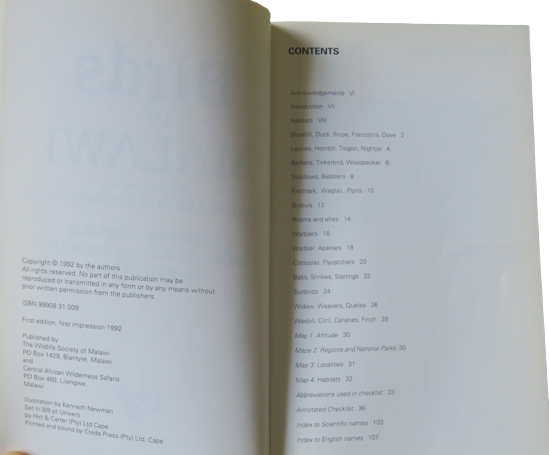 Copyright © 1992 by the authors
All rights reserved. No part of this publication may be
reproduced or transmitted in any form or by any means without
prior written permission from the publishers.
ISBN 99908 31 009
First edition, first impression 1992
Published by
The Wildlife Society of Malawi
PO Box 1429, Blantyre, Malawi
and
Central African Wilderness Safaris
PO Box 489, Lilongwe,
Malawi
Illustration by Kenneth Newman
Set in 8/9 pt Univers
by Hirt & Carter (Pty) Ltd Cape
Printed and bound by Creda Press (Pty) Ltd, Cape
CONTENTS
Acknowledgements VI
Introduction VII
Habitats VIII
Shoebill, Duck, Snipe, Francolins, Dove 2
Lauries, Hornbill, Trogon, Nightjar 4
Barbets, Tinkerbird, Woodpecker 6
Swallows, Babblers 8
Finchlark, Wagtail, Pipits 10
Bulbuls 12
Robins and allies 14
Warblers 16
Warbler, Apalises 18
Cisticolas, Flycatchers 20
Batis, Shrikes, Starlings 22
Sunbirds 24
Widow, Weavers, Quelea 26
Waxbill, Citril, Canaries, Finch 28
Map 1: Altitude 30
Maps 2: Regions and National Parks 30
Map 3: Localities 31
Map 4: Habitats 32
Abbreviations used in checklist 33
Annotated Checklist 36
Index to Scientific names 103
Index to English names 107